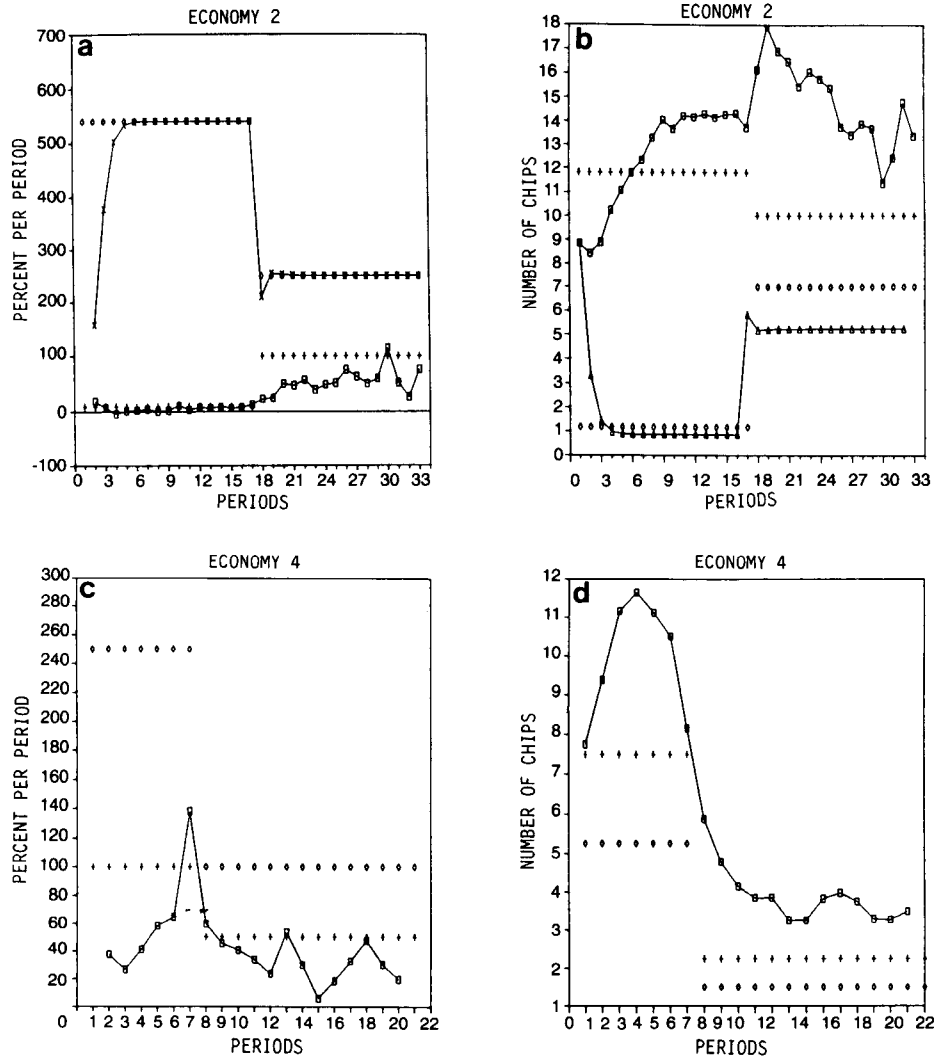 ECONOMY 2
a
PERCENT PER PERIOD
700
600
500
400
300
200
100
0
-100
0 3 6 9 12 15 18 21 24 27 30 33
PERIODS
ECONOMY 2
b
NUMBER OF CHIPS
18
17
16
15
14
13
12
11
10
9
8
7
6
5
4
3
2
1
0
0 3 6 9 12 15 18 21 24 27 30 33
PERIODS
ECONOMY 4
c
PERCENT PER PERIOD
300
280
260
240
220
200
180
160
140
120
100
80
60
40
20
0 1 2 3 4 5 6 7 8 9 10 12 14 16 18 20 22
PERIODS
ECONOMY 4
d
NUMBER OF CHIPS
12
11
10
9
8
7
6
5
4
3
2
1
0 1 2 3 4 5 6 7 8 9 10 12 14 16 18 20 22
PERIODS